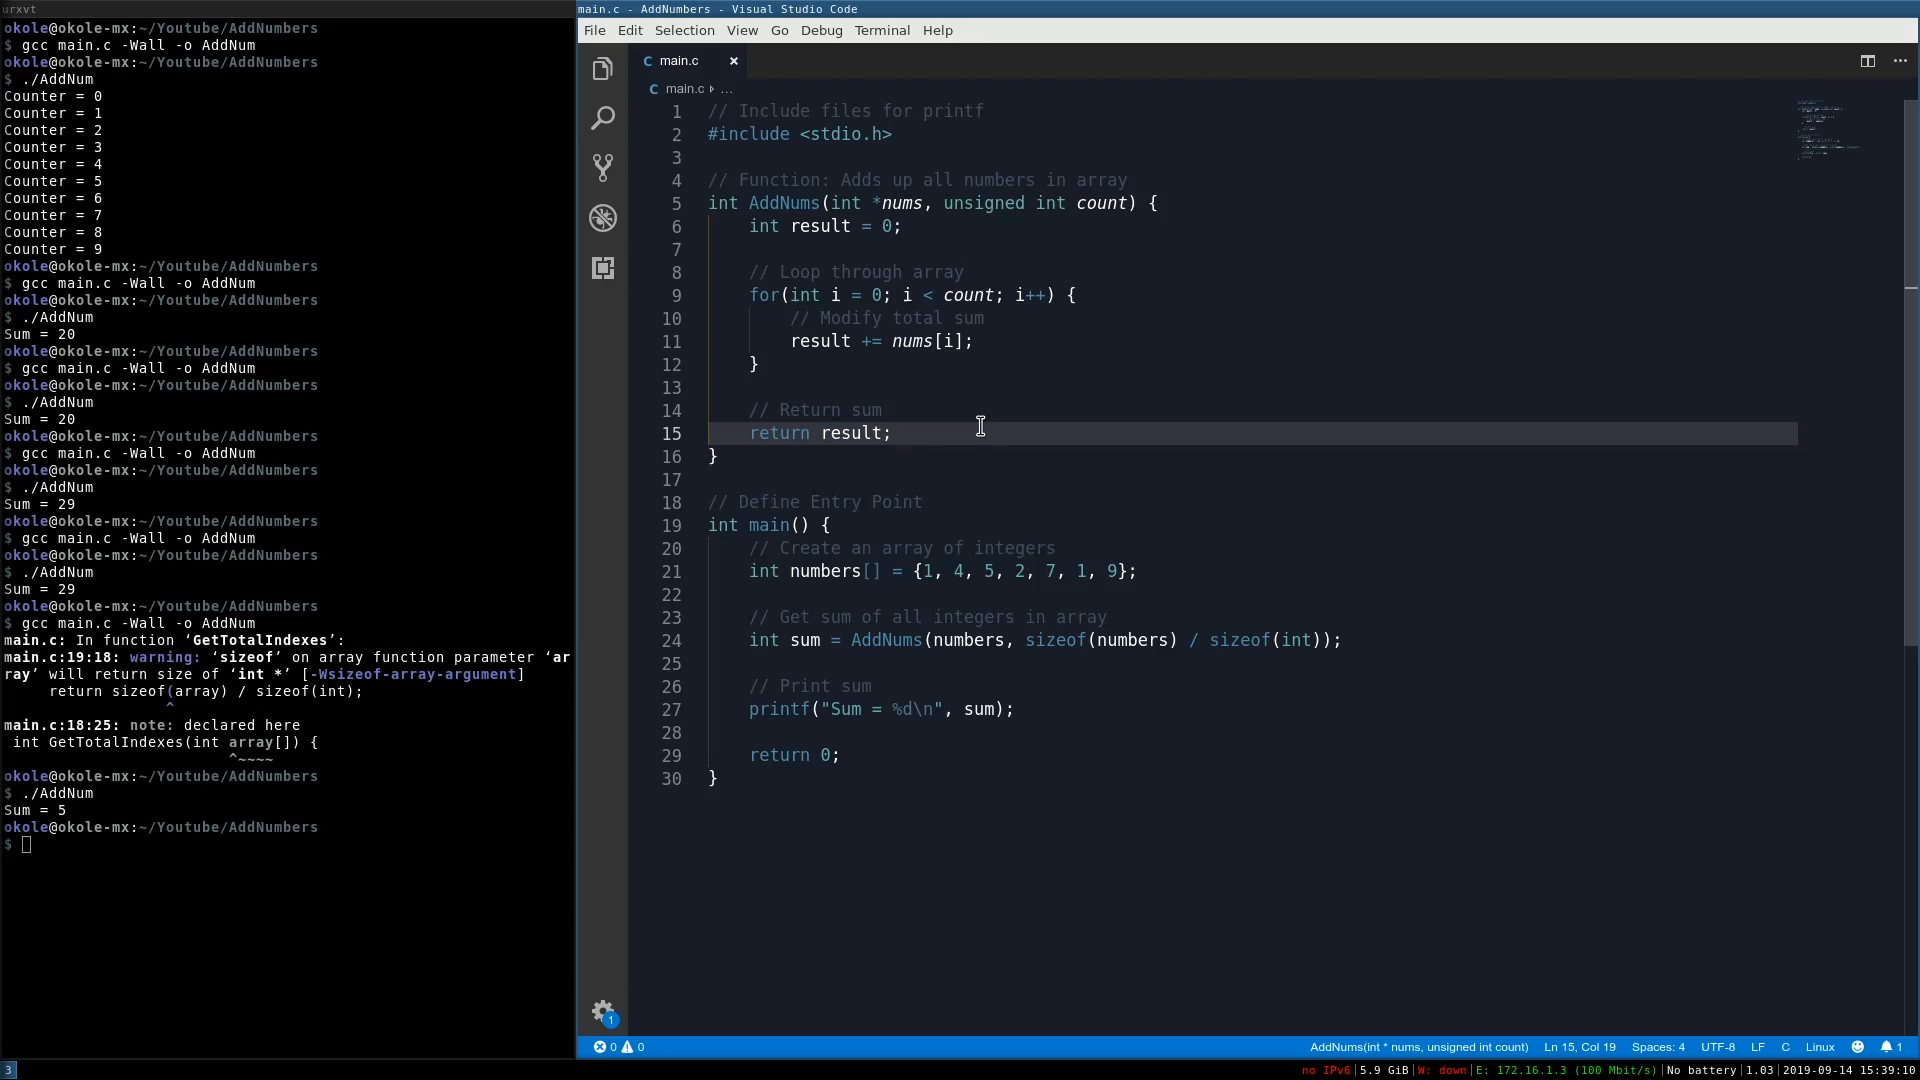 urxvt
okole@okole-mx:~/Youtube/AddNumbers
$ gcc main.c -Wall -o AddNum
okole@okole-mx:~/Youtube/AddNumbers
$ ./AddNum
Counter = 0
Counter = 1
Counter = 2
Counter = 3
Counter = 4
Counter = 5
Counter = 6
Counter = 7
Counter = 8
Counter = 9
okole@okole-mx:~/Youtube/AddNumbers
$ gcc main.c -Wall -o AddNum
okole@okole-mx:~/Youtube/AddNumbers
$ ./AddNum
Sum = 20
okole@okole-mx:~/Youtube/AddNumbers
$ gcc main.c -Wall -o AddNum
okole@okole-mx:~/Youtube/AddNumbers
$ ./AddNum
Sum = 20
okole@okole-mx:~/Youtube/AddNumbers
$ gcc main.c -Wall -o AddNum
okole@okole-mx:~/Youtube/AddNumbers
$ ./AddNum
Sum = 29
okole@okole-mx:~/Youtube/AddNumbers
$ gcc main.c -Wall -o AddNum
okole@okole-mx:~/Youtube/AddNumbers
$ ./AddNum
Sum = 29
okole@okole-mx:~/Youtube/AddNumbers
$ gcc main.c -Wall -o AddNum
main.c: In function ‘GetTotalIndexes’:
main.c:19:18: warning: ‘sizeof’ on array function parameter ‘ar
ray’ will return size of ‘int *’ [-Wsizeof-array-argument]
     return sizeof(array) / sizeof(int);
                  ^
main.c:18:25: note: declared here
 int GetTotalIndexes(int array[]) {
                         ^~~~~
okole@okole-mx:~/Youtube/AddNumbers
$ ./AddNum
Sum = 5
okole@okole-mx:~/Youtube/AddNumbers
$
3
main.c - AddNumbers - Visual Studio Code
File Edit Selection View Go Debug Terminal Help
C main.c ×
C main.c ▸ ...
1 // Include files for printf
2 #include <stdio.h>
3
4 // Function: Adds up all numbers in array
5 int AddNums(int *nums, unsigned int count) {
6     int result = 0;
7
8     // Loop through array
9     for(int i = 0; i < count; i++) {
10         // Modify total sum
11         result += nums[i];
12     }
13
14     // Return sum
15     return result;
16 }
17
18 // Define Entry Point
19 int main() {
20     // Create an array of integers
21     int numbers[] = {1, 4, 5, 2, 7, 1, 9};
22
23     // Get sum of all integers in array
24     int sum = AddNums(numbers, sizeof(numbers) / sizeof(int));
25
26     // Print sum
27     printf("Sum = %d\n", sum);
28
29     return 0;
30 }
1
0 0 AddNums(int * nums, unsigned int count) Ln 15, Col 19 Spaces: 4 UTF-8 LF C Linux 1
no IPv6|5.9 GiB|W: down|E: 172.16.1.3 (100 Mbit/s)|No battery|1.03|2019-09-14 15:39:10